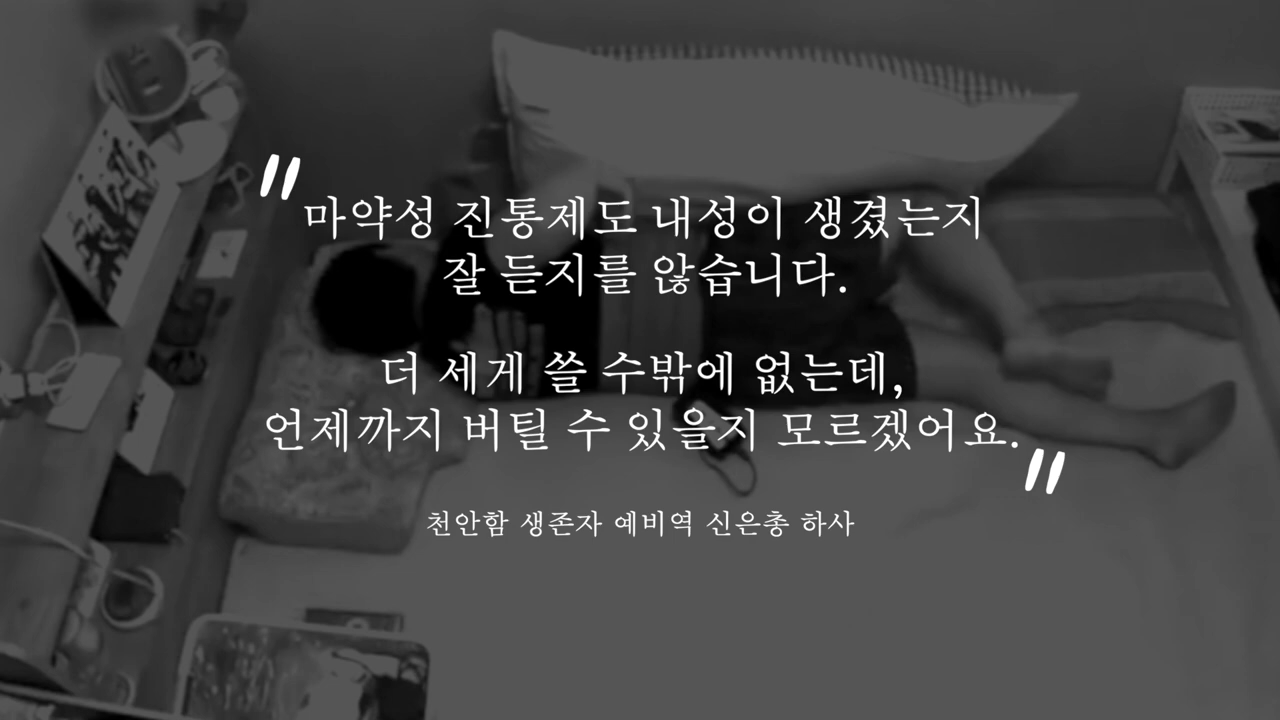 "마약성 진통제도 내성이 생겼는지
잘 듣지를 않습니다.
더 세게 쓸 수밖에 없는데,
언제까지 버틸 수 있을지 모르겠어요."
천안함 생존자 예비역 신은총 하사